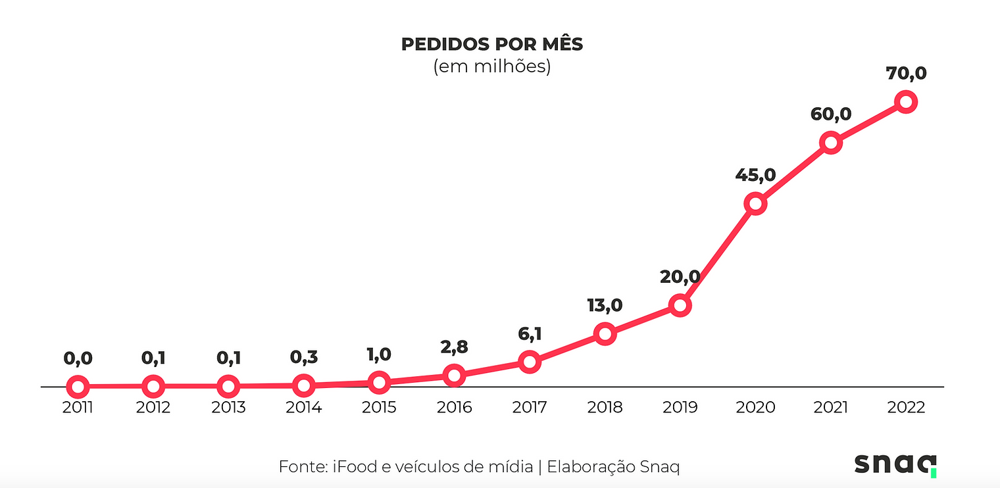 PEDIDOS POR MÊS
(em milhões)
70,0
60,0
45,0
20,0
13,0
6,1
2,8
1,0
0,3
0,1
0,1
0,0
2011 2012 2013 2014 2015 2016 2017 2018 2019 2020 2021 2022
Fonte: iFood e veículos de mídia | Elaboração Snaq
snaq